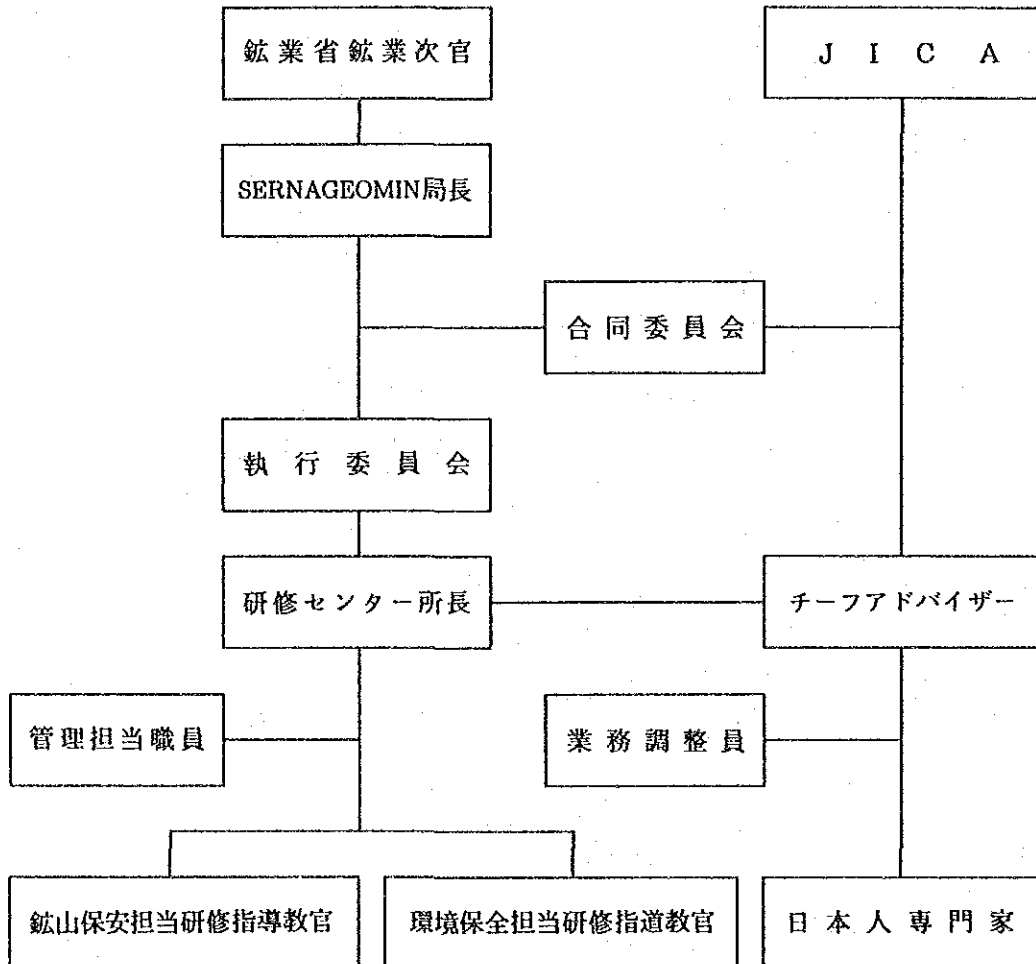 鉱業省鉱業次官
JICA
SERNAGEOMIN局長
合同委員会
執行委員会
研修センター所長
チーフアドバイザー
管理担当職員
業務調整員
鉱山保安担当研修指導教官
環境保全担当研修指道教官
日本人専門家